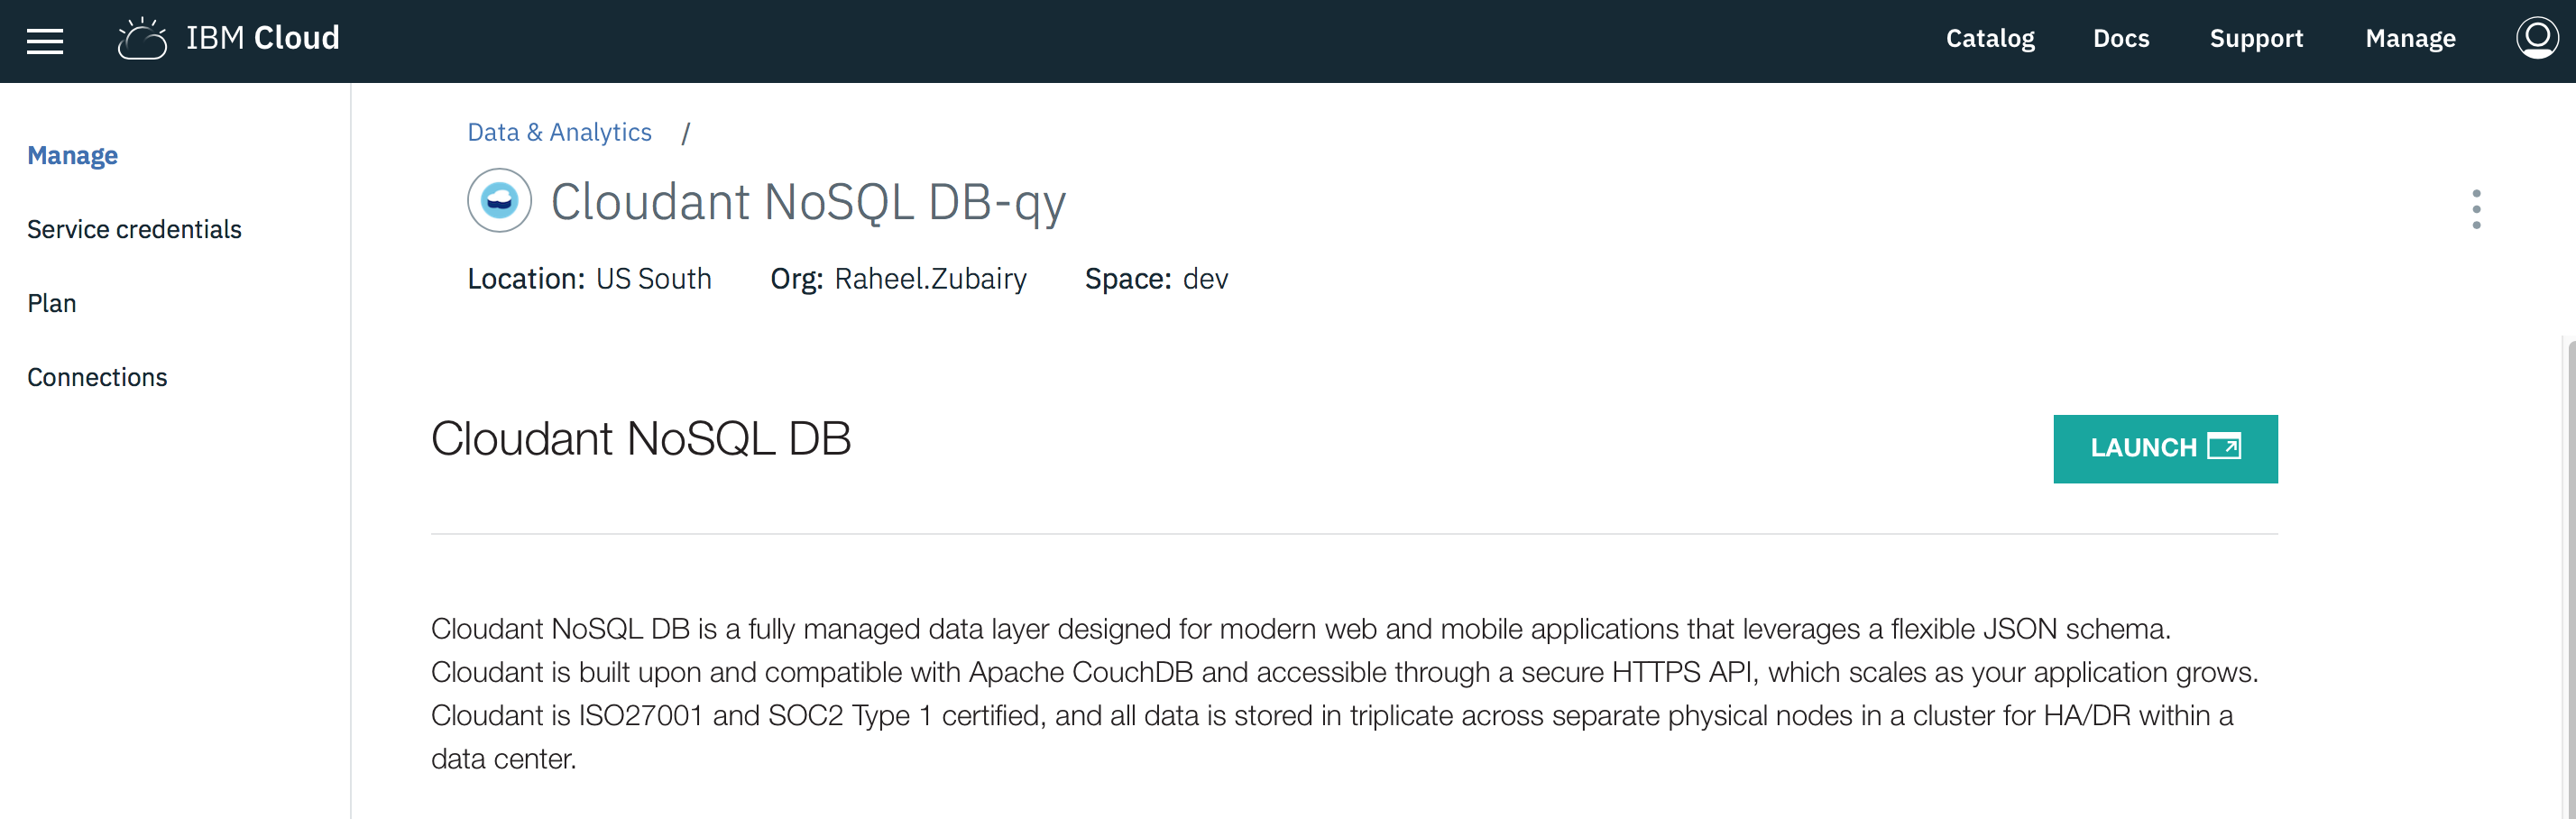 IBM Cloud
Catalog
Docs
Support
Manage
Manage
Service credentials
Plan
Connections
Data & Analytics /
Cloudant NoSQL DB-qy
Location: US South Org: Raheel.Zubairy Space: dev
Cloudant NoSQL DB
LAUNCH
Cloudant NoSQL DB is a fully managed data layer designed for modern web and mobile applications that leverages a flexible JSON schema.
Cloudant is built upon and compatible with Apache CouchDB and accessible through a secure HTTPS API, which scales as your application grows.
Cloudant is ISO27001 and SOC2 Type 1 certified, and all data is stored in triplicate across separate physical nodes in a cluster for HA/DR within a
data center.